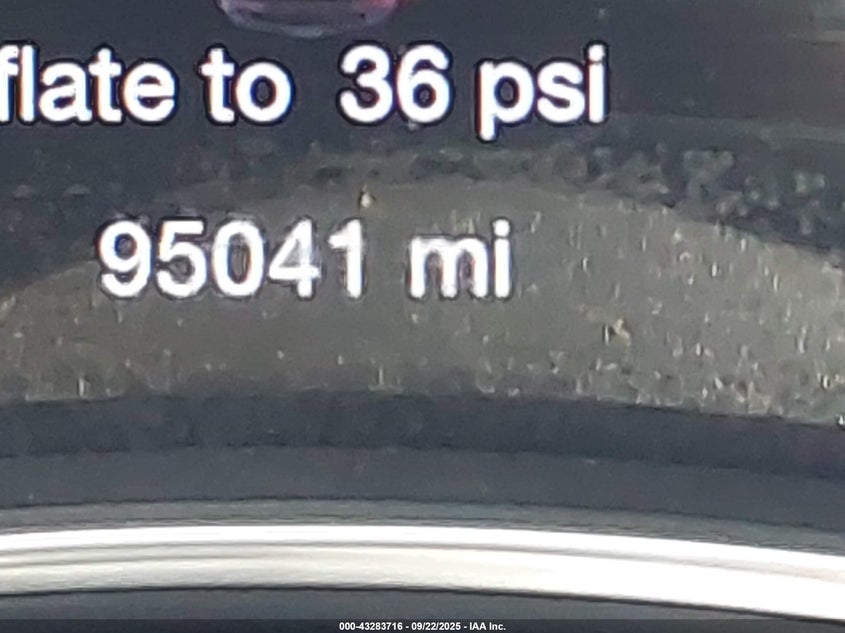 flate to 36 psi
95041 mi
000-43283716 - 09/22/2025 - IAA Inc.